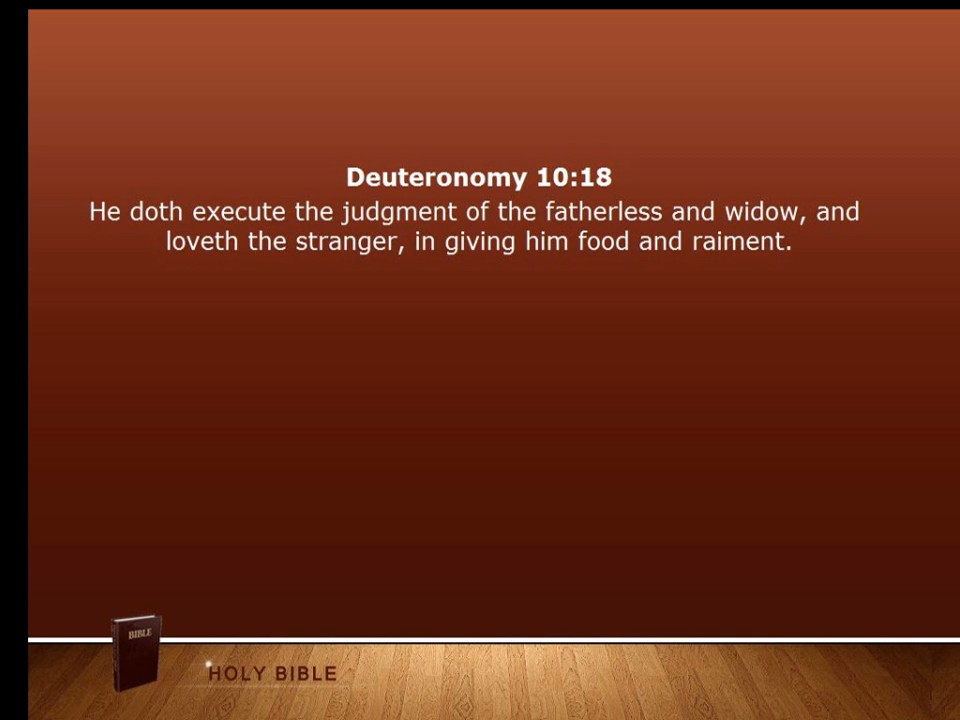 Deuteronomy 10:18
He doth execute the judgment of the fatherless and widow, and
loveth the stranger, in giving him food and raiment.
BIBLE
HOLY BIBLE